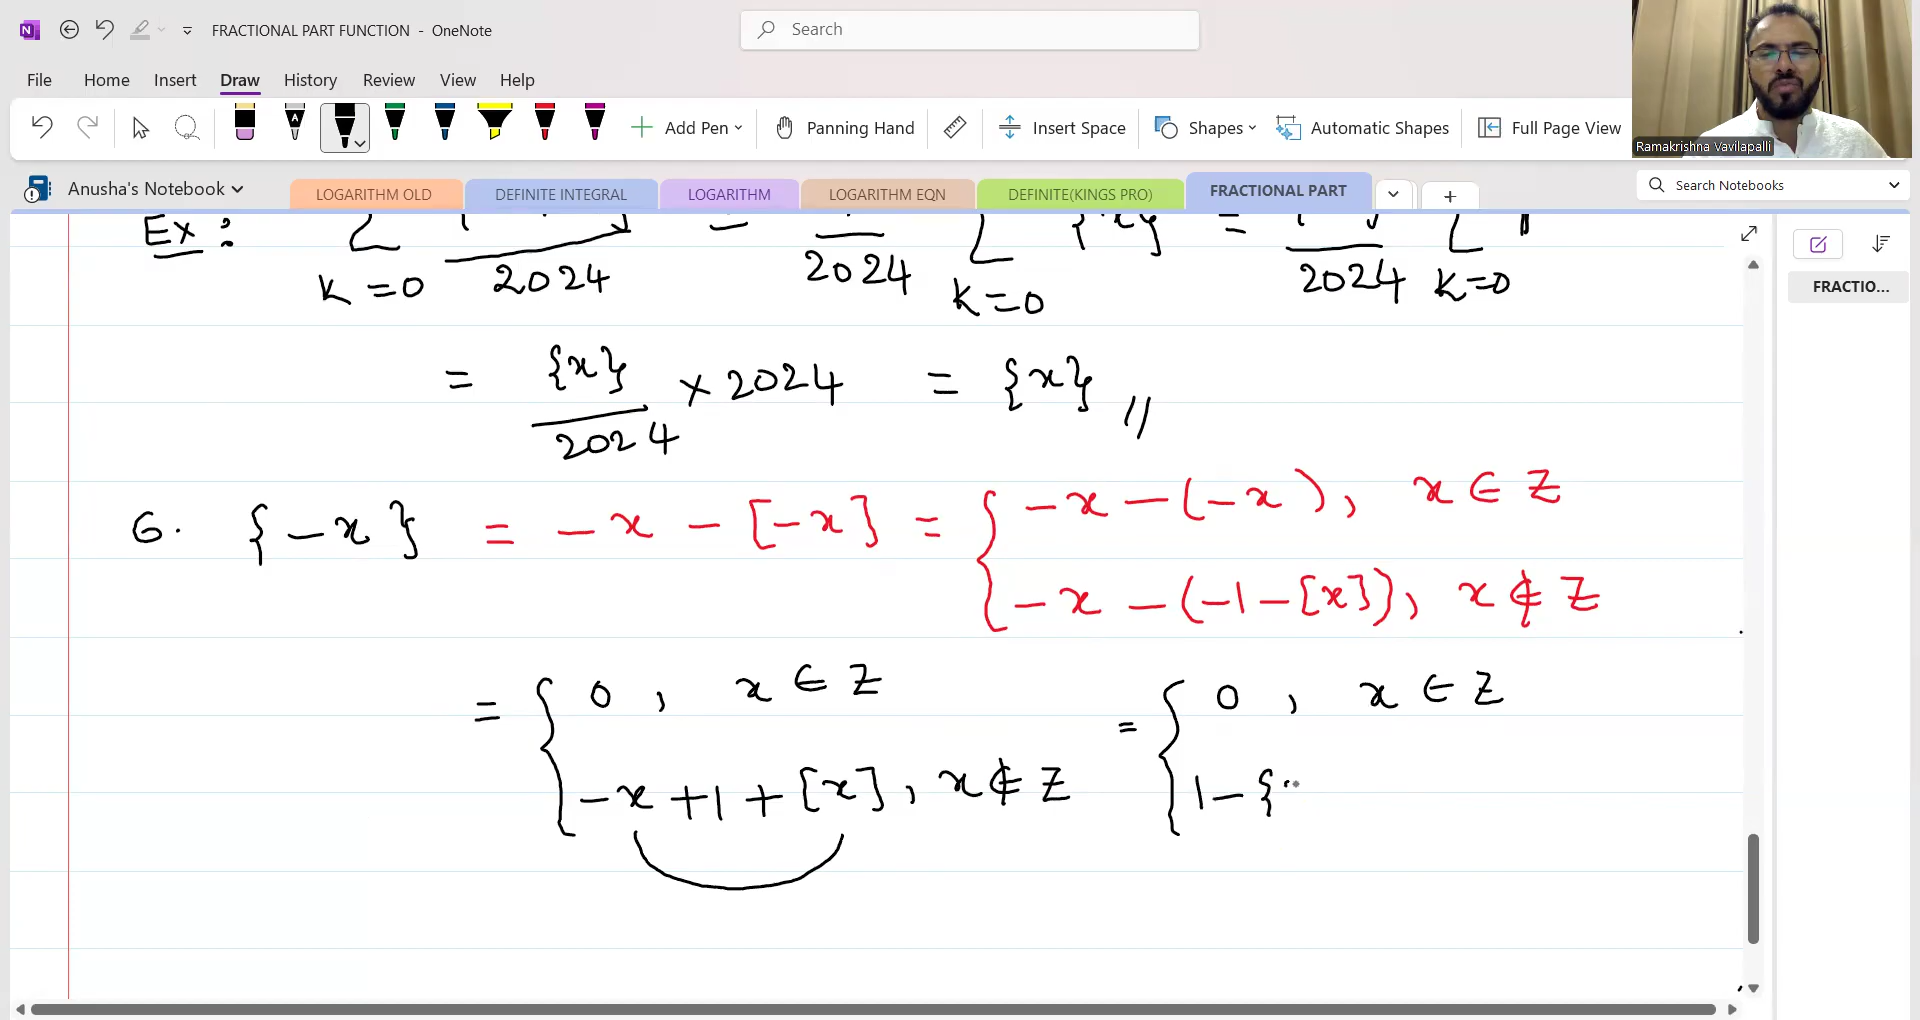 FRACTIONAL PART FUNCTION - OneNote
Search
File Home Insert Draw History Review View Help
Add Pen Panning Hand Insert Space Shapes Automatic Shapes Full Page View
Ramakrishna Vavilapalli
Anusha's Notebook
LOGARITHM OLD DEFINITE INTEGRAL LOGARITHM LOGARITHM EQN DEFINITE(KINGS PRO) FRACTIONAL PART
Search Notebooks
FRACTIO...
Ex :
2024 2024 {x} = 2024
K=0 K=0 K=0
= {x}/2024 × 2024 = {x} //
6. {-x} = -x - [-x] = { -x-(-x), x ∈ Z
-x-(-1-[x]), x ∉ Z
= { 0, x ∈ Z = { 0, x ∈ Z
-x+1+[x], x ∉ Z 1-{